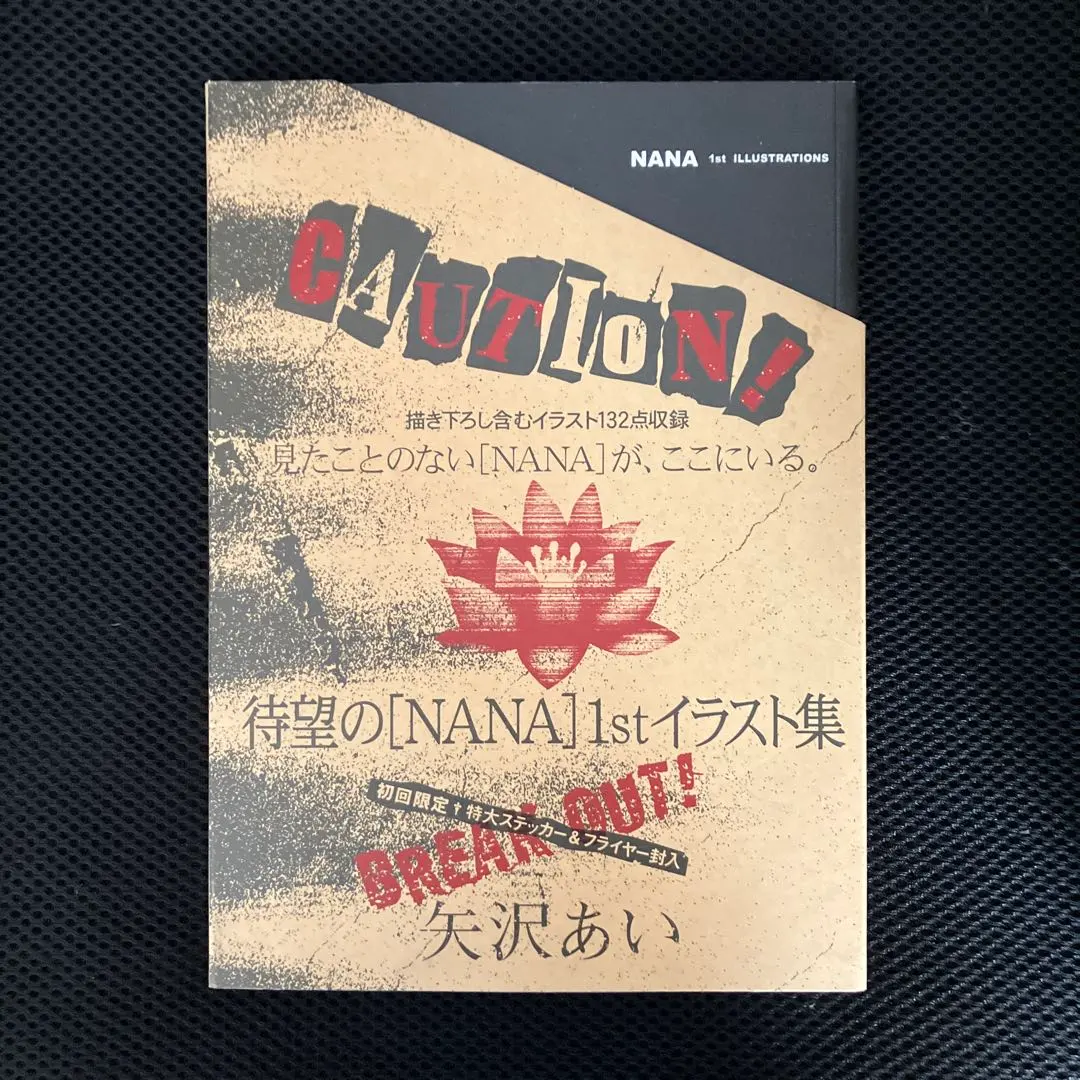 NANA 1st ILLUSTRATIONS
CAUTION!
描き下ろし含むイラスト132点収録
見たことのない[NANA]が、ここにいる。
待望の[NANA]1stイラスト集
BREAK OUT!
初回限定✝特大ステッカー&フライヤー封入
矢沢あい